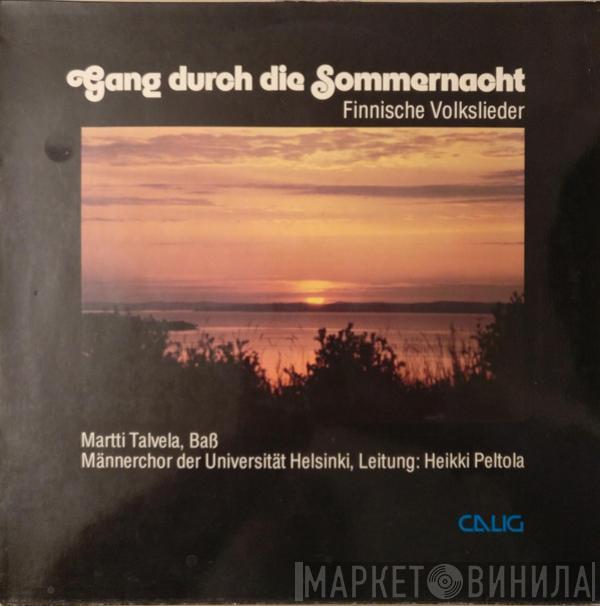 Gang durch die Sommernacht
Finnische Volkslieder
Martti Talvela, Baß
Männerchor der Universität Helsinki, Leitung: Heikki Peltola
CALIG
МАРКЕТ ВИНИЛА